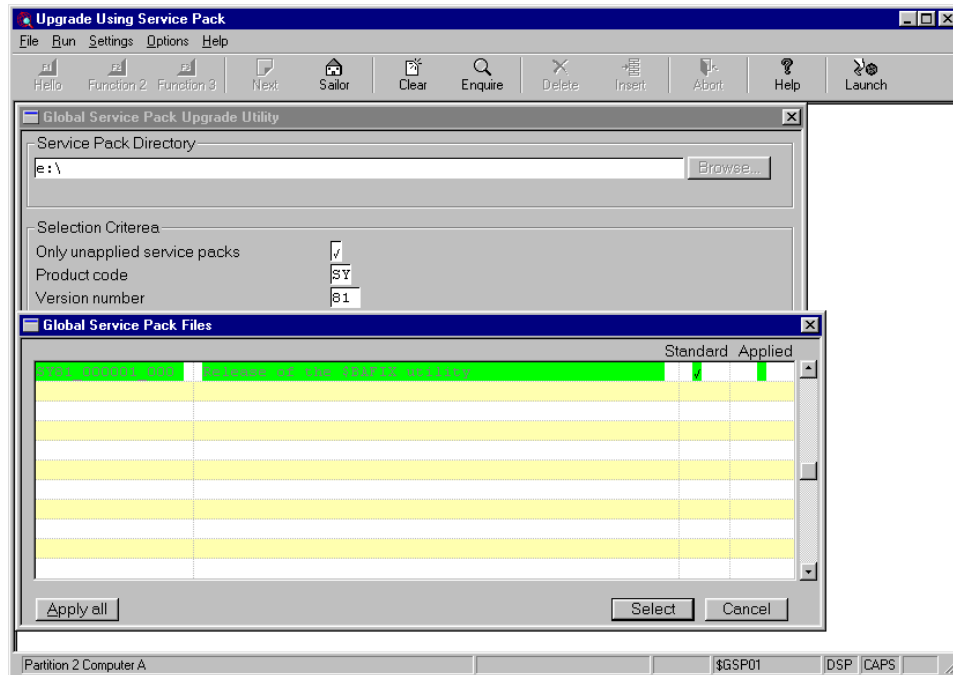 Upgrade Using Service Pack
File Run Settings Options Help
F1 F2 F3
Hello Function 2 Function 3 Next Sailor Clear Enquire Delete Insert Abort Help Launch
Global Service Pack Upgrade Utility
Service Pack Directory
e:\ Browse...
Selection Criterea
Only unapplied service packs √
Product code SY
Version number 81
Global Service Pack Files
Standard Applied
SY81_000001_000 Release of the $BAFIX utility √
Apply all Select Cancel
Partition 2 Computer A $GSP01 DSP CAPS